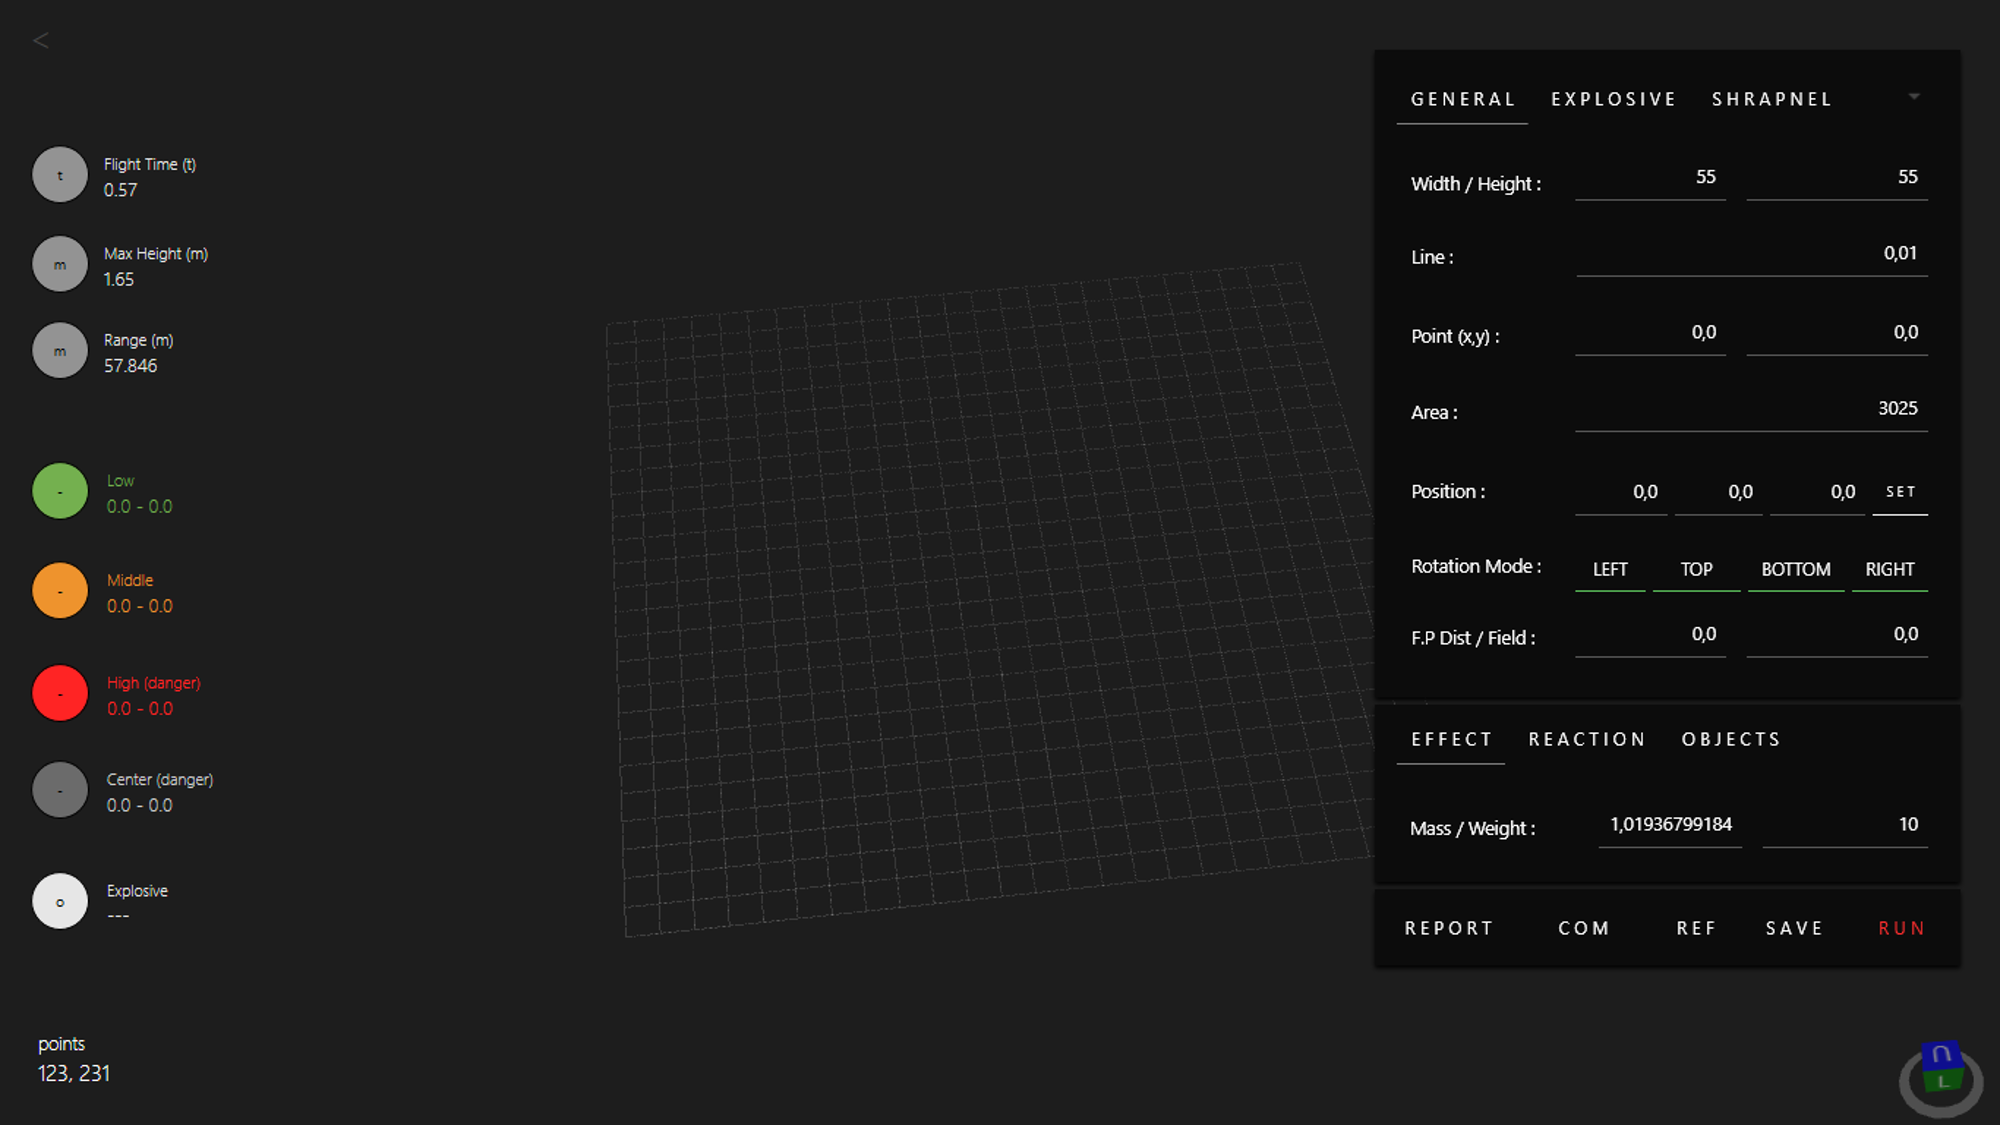 <
t
Flight Time (t)
0.57
m
Max Height (m)
1.65
m
Range (m)
57.846
-
Low
0.0 - 0.0
-
Middle
0.0 - 0.0
-
High (danger)
0.0 - 0.0
-
Center (danger)
0.0 - 0.0
o
Explosive
---
points
123, 231
GENERAL EXPLOSIVE SHRAPNEL
Width / Height : 55 55
Line : 0,01
Point (x,y) : 0,0 0,0
Area : 3025
Position : 0,0 0,0 0,0 SET
Rotation Mode : LEFT TOP BOTTOM RIGHT
F.P Dist / Field : 0,0 0,0
EFFECT REACTION OBJECTS
Mass / Weight : 1,01936799184 10
REPORT COM REF SAVE RUN